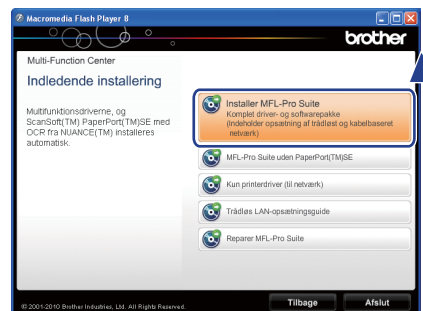 Macromedia Flash Player 8
brother
Multi-Function Center
Indledende installering
Multifunktionsdriverne, og
ScanSoft(TM) PaperPort(TM)SE med
OCR fra NUANCE(TM) installeres
automatisk.
Installer MFL-Pro Suite
Komplet driver- og softwarepakke
(Indeholder opsætning af trådløst og kabelbaseret
netværk)
MFL-Pro Suite uden PaperPort(TM)SE
Kun printerdriver (til netværk)
Trådløs LAN-opsætningsguide
Reparer MFL-Pro Suite
© 2001-2010 Brother Industries, Ltd. All Rights Reserved.
Tilbage
Afslut